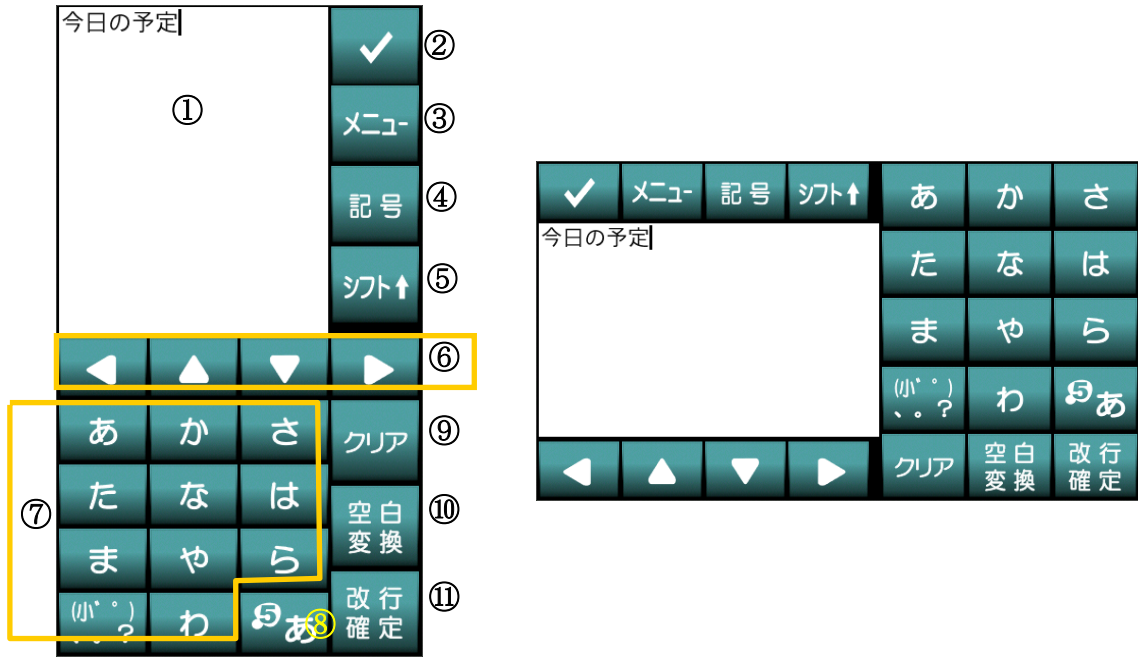 今日の予定
①
✓ ②
メニュー ③
記号 ④
シフト⬆ ⑤
◀ ▲ ▼ ▶ ⑥
あ か さ クリア ⑨
た な は
⑦ 空白変換 ⑩
ま や ら
(小゛゜)、。? わ あ ⑧ 改行確定 ⑪
✓ メニュー 記号 シフト⬆ あ か さ
今日の予定
た な は
ま や ら
(小゛゜) わ あ
、。?
◀ ▲ ▼ ▶ クリア 空白 改行
変換 確定